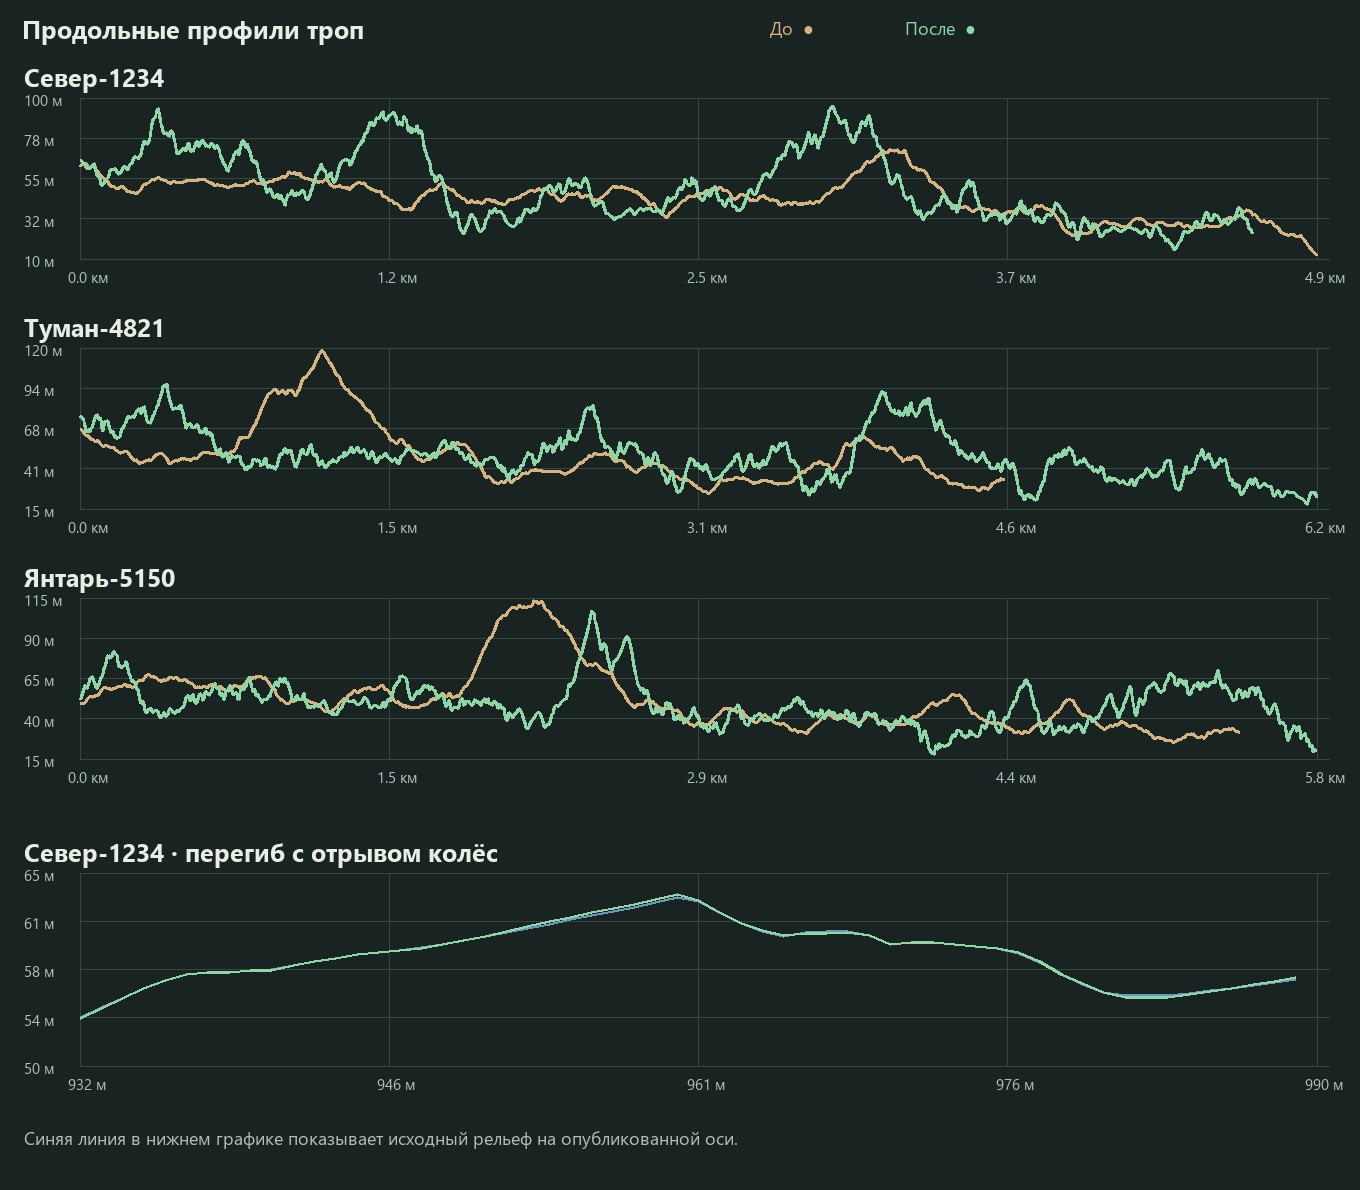 Продольные профили троп
До
После
Север-1234
100 м
78 м
55 м
32 м
10 м
0.0 км
1.2 км
2.5 км
3.7 км
4.9 км
Туман-4821
120 м
94 м
68 м
41 м
15 м
0.0 км
1.5 км
3.1 км
4.6 км
6.2 км
Янтарь-5150
115 м
90 м
65 м
40 м
15 м
0.0 км
1.5 км
2.9 км
4.4 км
5.8 км
Север-1234 · перегиб с отрывом колёс
65 м
61 м
58 м
54 м
50 м
932 м
946 м
961 м
976 м
990 м
Синяя линия в нижнем графике показывает исходный рельеф на опубликованной оси.